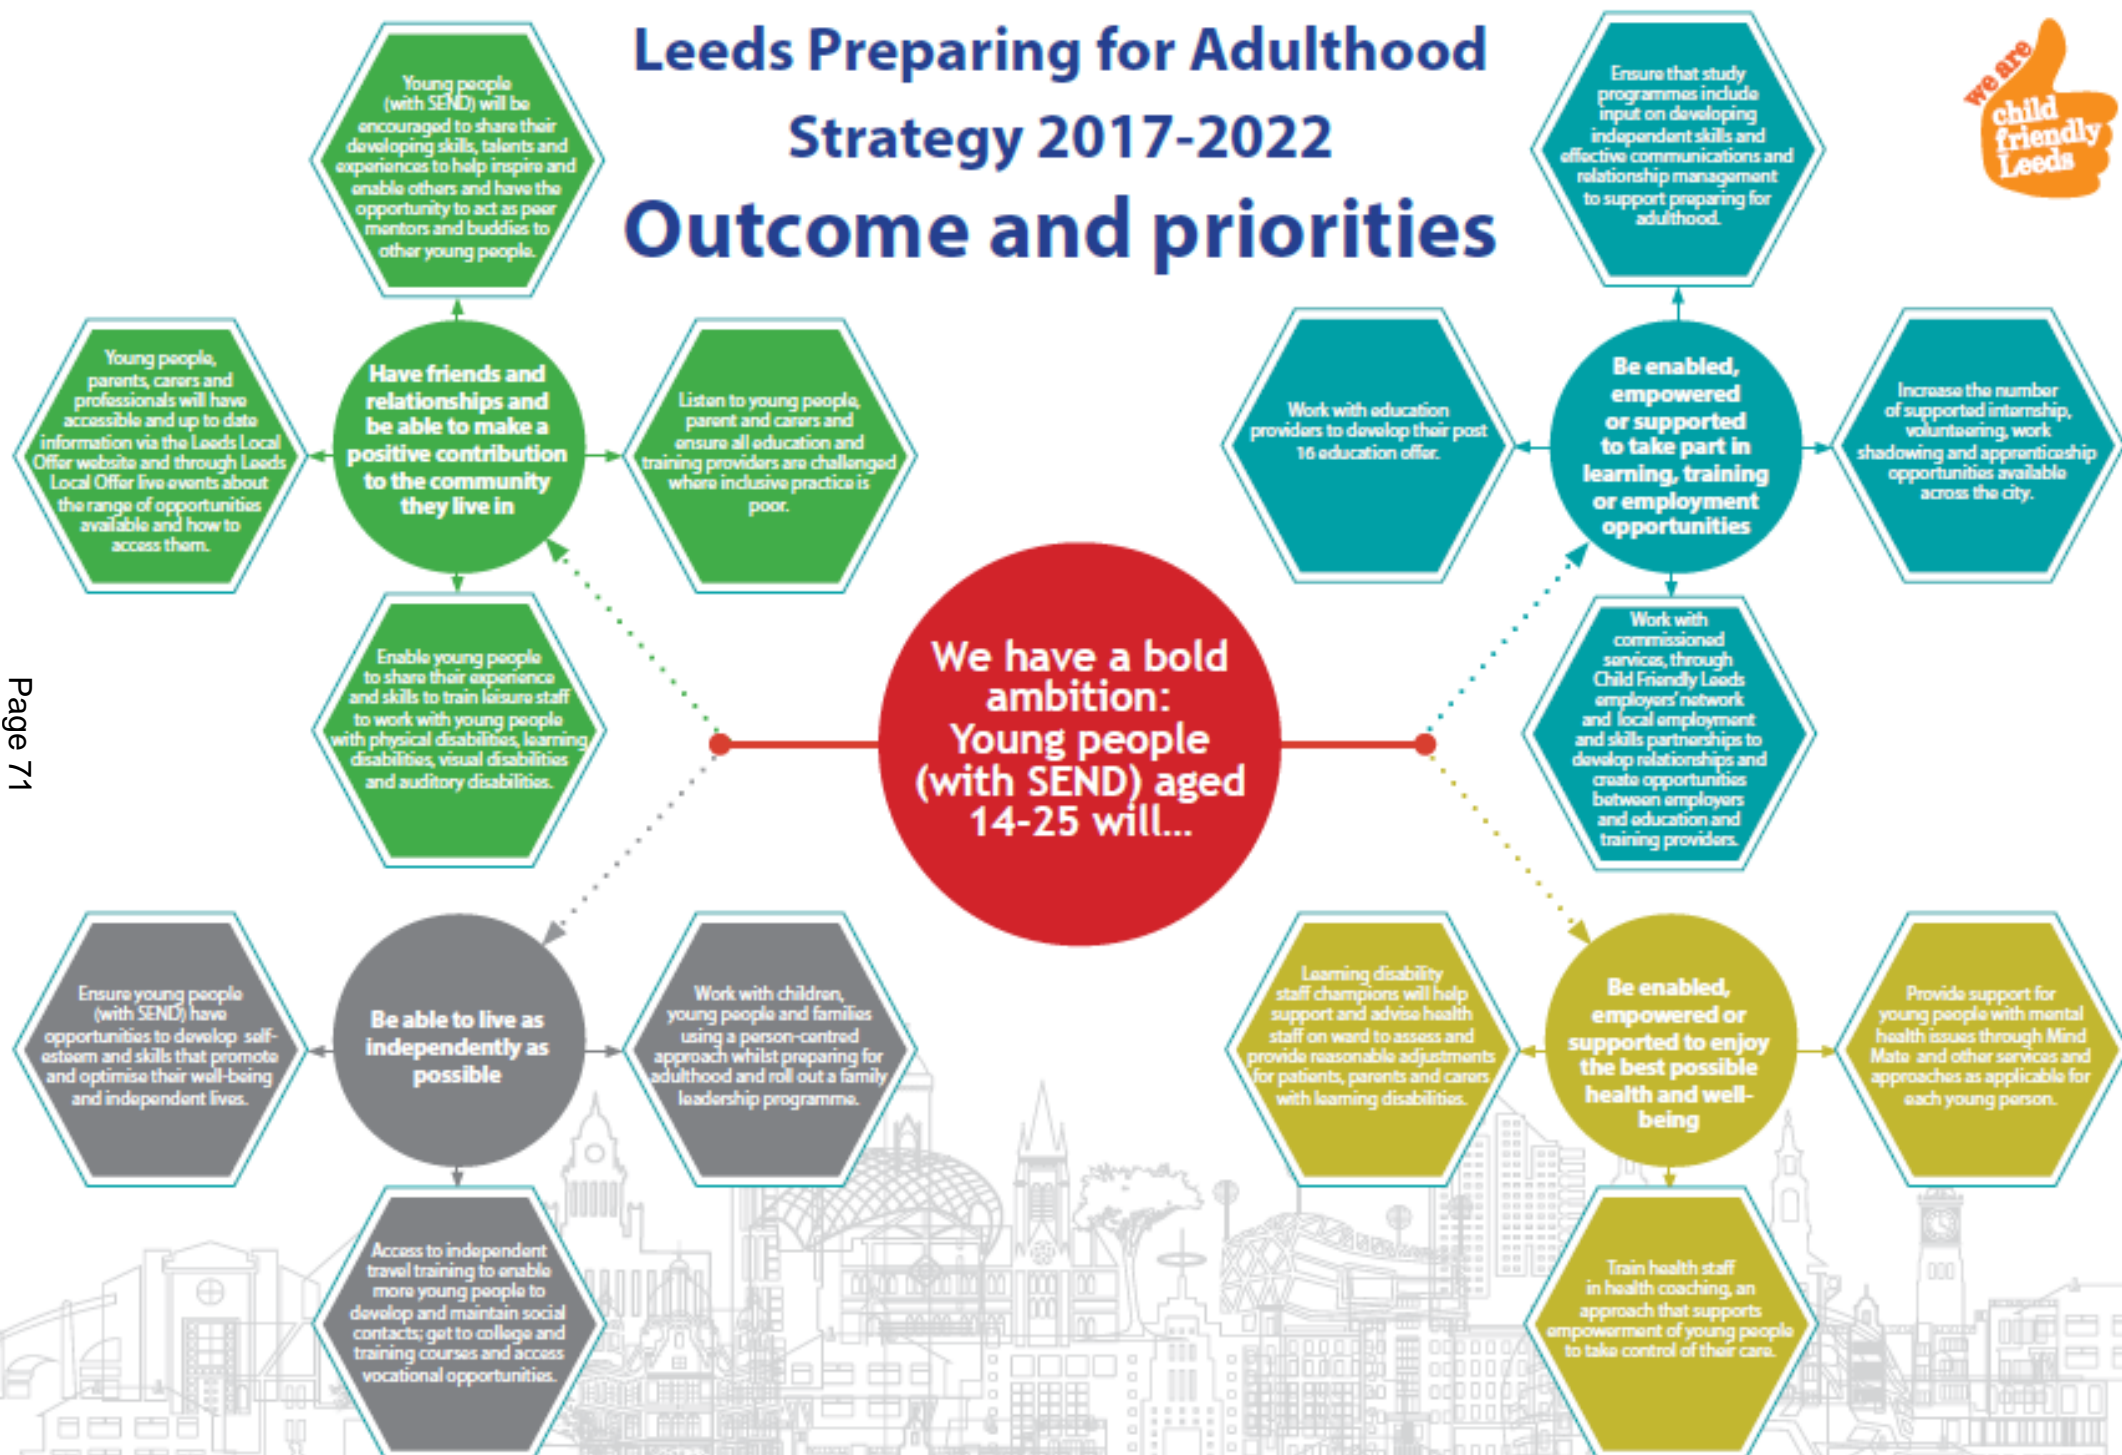 Leeds Preparing for Adulthood
Strategy 2017-2022
Outcome and priorities
we are
child
friendly
Leeds
Young people
(with SEND) will be
encouraged to share their
developing skills, talents and
experiences to help inspire and
enable others and have the
opportunity to act as peer
mentors and buddies to
other young people.
Young people,
parents, carers and
professionals will have
accessible and up to date
information via the Leeds Local
Offer website and through Leeds
Local Offer live events about
the range of opportunities
available and how to
access them.
Have friends and
relationships and
be able to make a
positive contribution
to the community
they live in
Listen to young people,
parent and carers and
ensure all education and
training providers are challenged
where inclusive practice is
poor.
Enable young people
to share their experience
and skills to train leisure staff
to work with young people
with physical disabilities, learning
disabilities, visual disabilities
and auditory disabilities.
Ensure that study
programmes include
input on developing
independent skills and
effective communications and
relationship management
to support preparing for
adulthood.
Work with education
providers to develop their post
16 education offer.
Be enabled,
empowered
or supported
to take part in
learning, training
or employment
opportunities
Increase the number
of supported internship,
volunteering, work
shadowing and apprenticeship
opportunities available
across the city.
Work with
commissioned
services, through
Child Friendly Leeds
employers' network
and local employment
and skills partnerships to
develop relationships and
create opportunities
between employers
and education and
training providers.
We have a bold
ambition:
Young people
(with SEND) aged
14-25 will...
Page 71
Ensure young people
(with SEND) have
opportunities to develop self-
esteem and skills that promote
and optimise their well-being
and independent lives.
Be able to live as
independently as
possible
Work with children,
young people and families
using a person-centred
approach whilst preparing for
adulthood and roll out a family
leadership programme.
Access to independent
travel training to enable
more young people to
develop and maintain social
contacts; get to college and
training courses and access
vocational opportunities.
Learning disability
staff champions will help
support and advise health
staff on ward to assess and
provide reasonable adjustments
for patients, parents and carers
with learning disabilities.
Be enabled,
empowered or
supported to enjoy
the best possible
health and well-
being
Provide support for
young people with mental
health issues through Mind
Mate and other services and
approaches as applicable for
each young person.
Train health staff
in health coaching, an
approach that supports
empowerment of young people
to take control of their care.